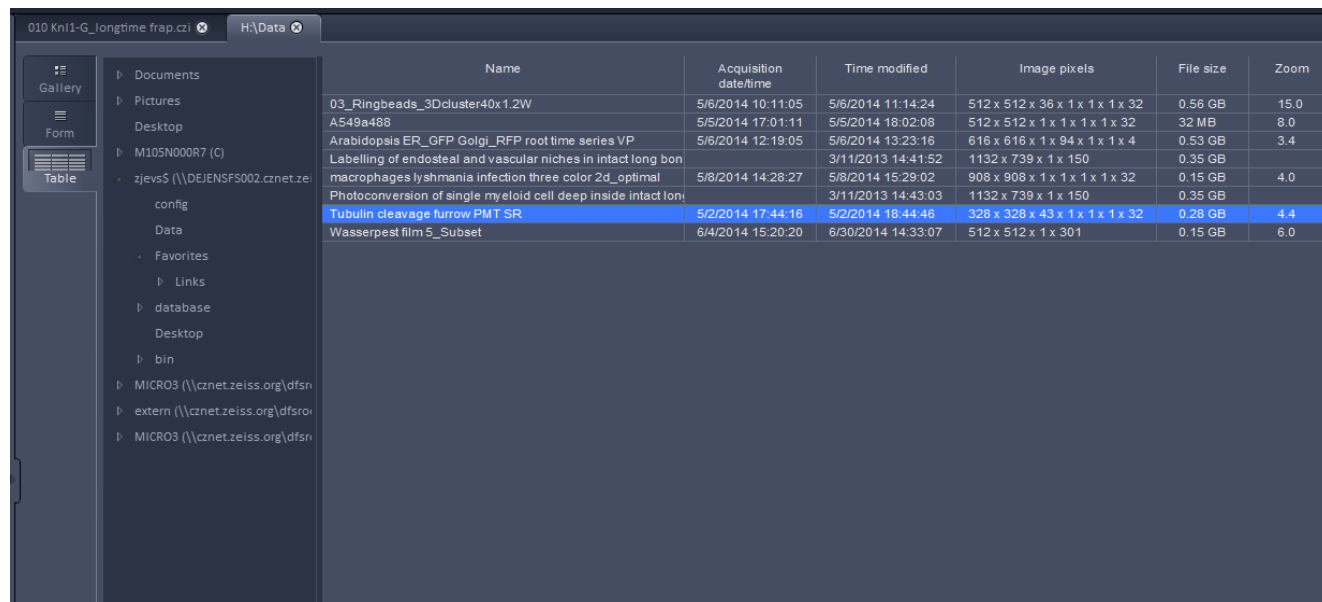 010 Knl1-G_longtime frap.czi
H:\Data
Gallery
Form
Table
Documents
Pictures
Desktop
M105N000R7 (C)
zjevs$ (\\DEJENSFS002.cznet.zei
config
Data
Favorites
Links
database
Desktop
bin
MICRO3 (\\cznet.zeiss.org\dfsr
extern (\\cznet.zeiss.org\dfsro
MICRO3 (\\cznet.zeiss.org\dfsr
Name Acquisition date/time Time modified Image pixels File size Zoom
03_Ringbeads_3Dcluster40x1.2W 5/6/2014 10:11:05 5/6/2014 11:14:24 512 x 512 x 36 x 1 x 1 x 1 x 32 0.56 GB 15.0
A549a488 5/5/2014 17:01:11 5/5/2014 18:02:08 512 x 512 x 1 x 1 x 1 x 1 x 32 32 MB 8.0
Arabidopsis ER_GFP Golgi_RFP root time series VP 5/6/2014 12:19:05 5/6/2014 13:23:16 616 x 616 x 1 x 94 x 1 x 1 x 4 0.53 GB 3.4
Labelling of endosteal and vascular niches in intact long bon 3/11/2013 14:41:52 1132 x 739 x 1 x 150 0.35 GB
macrophages lyshmania infection three color 2d_optimal 5/8/2014 14:28:27 5/8/2014 15:29:02 908 x 908 x 1 x 1 x 1 x 1 x 32 0.15 GB 4.0
Photoconversion of single myeloid cell deep inside intact long 3/11/2013 14:43:03 1132 x 739 x 1 x 150 0.35 GB
Tubulin cleavage furrow PMT SR 5/2/2014 17:44:16 5/2/2014 18:44:46 328 x 328 x 43 x 1 x 1 x 1 x 32 0.28 GB 4.4
Wasserpest film 5_Subset 6/4/2014 15:20:20 6/30/2014 14:33:07 512 x 512 x 1 x 301 0.15 GB 6.0